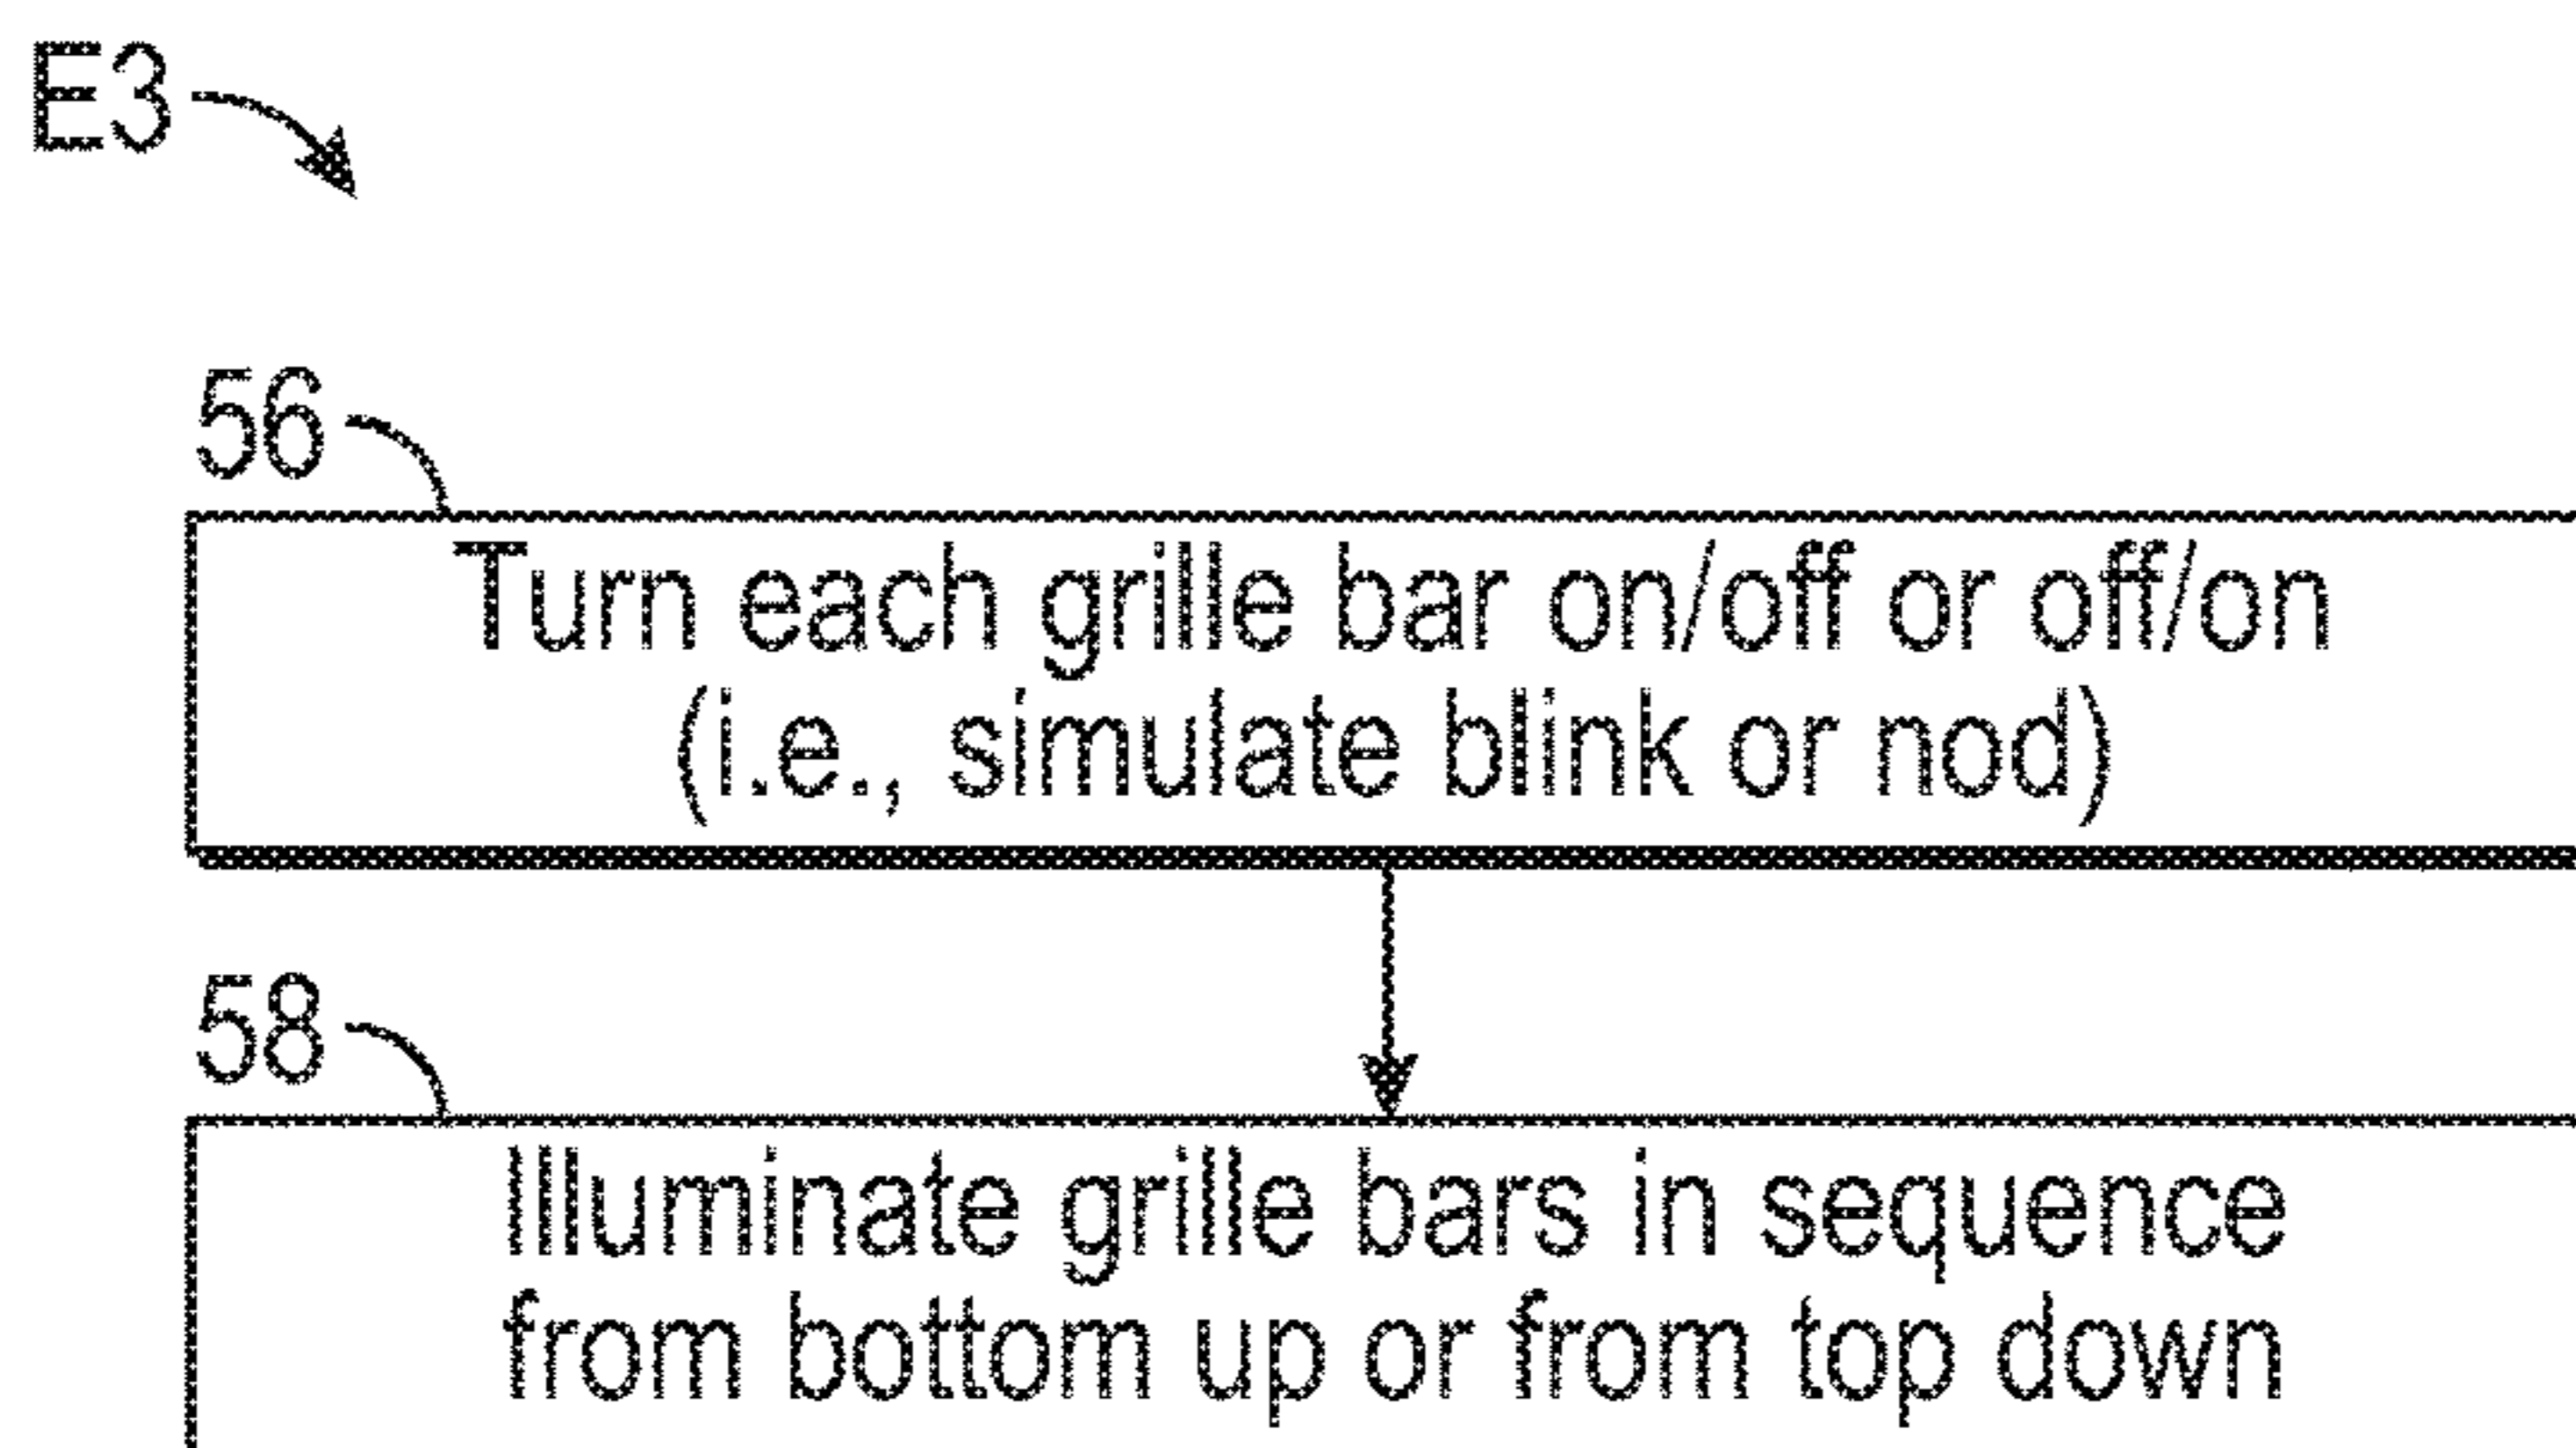 E3
56
Turn each grille bar on/off or off/on
(i.e., simulate blink or nod)
58
Illuminate grille bars in sequence
from bottom up or from top down